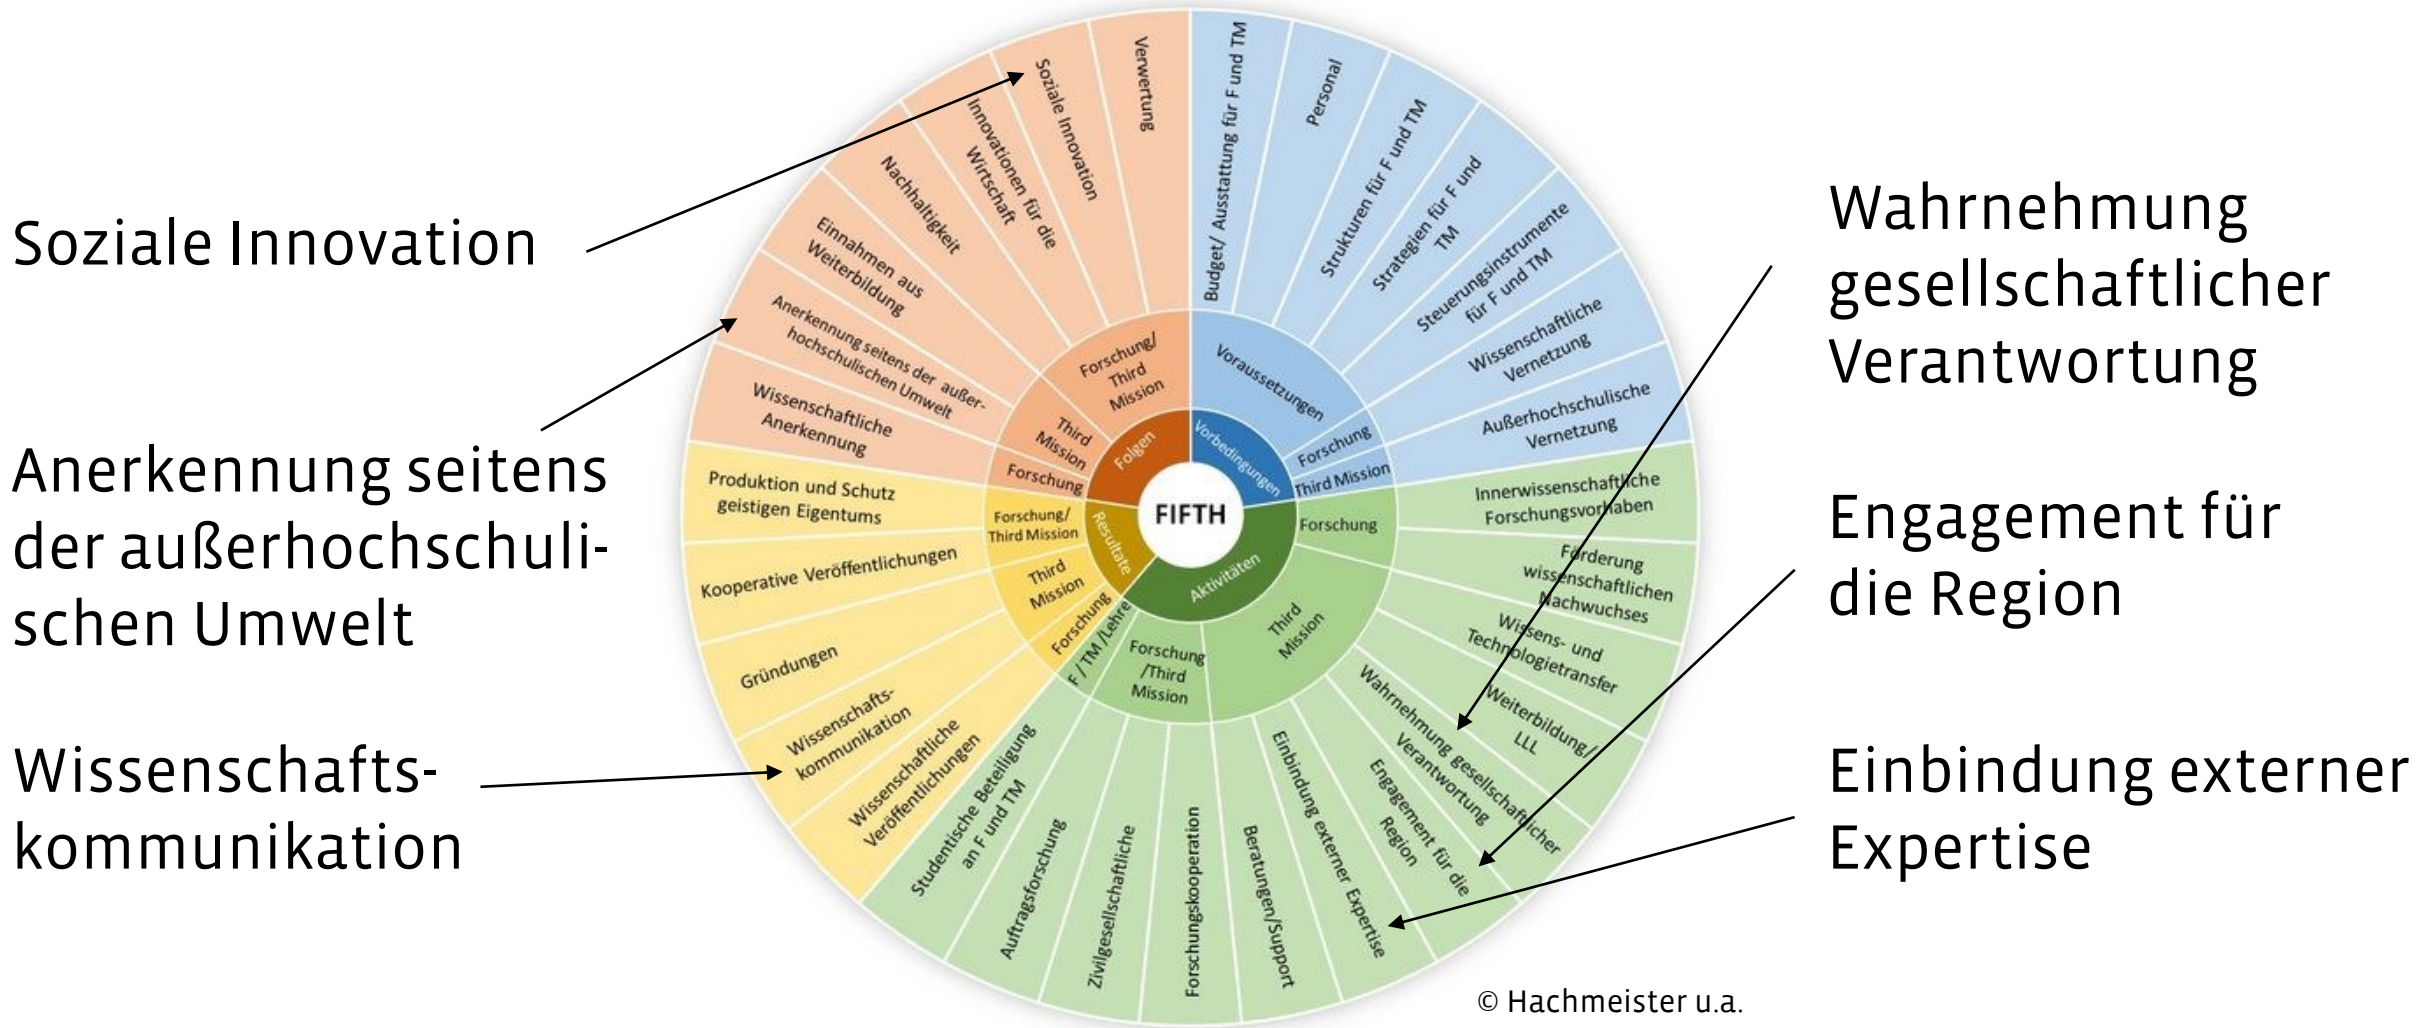 Soziale Innovation
Anerkennung seitens
der außerhochschuli-
schen Umwelt
Wissenschafts-
kommunikation
Wahrnehmung
gesellschaftlicher
Verantwortung
Engagement für
die Region
Einbindung externer
Expertise
FIFTH
Vorbedingungen
Voraussetzungen
Budget/ Ausstattung für F und TM
Personal
Strukturen für F und TM
Strategien für F und
TM
Steuerungsinstrumente
für F und TM
Forschung
Wissenschaftliche
Vernetzung
Third Mission
Außerhochschulische
Vernetzung
Aktivitäten
Forschung
Innerwissenschaftliche
Forschungsvorhaben
Förderung
wissenschaftlichen
Nachwuchses
Third
Mission
Wissens- und
Technologietransfer
Weiterbildung/
LLL
Wahrnehmung gesellschaftlicher
Verantwortung
Engagement für die
Region
Einbindung externer Expertise
Beratungen/Support
Forschung
/Third
Mission
Forschungskooperation
Zivilgesellschaftliche
Auftragsforschung
F / TM /Lehre
Studentische Beteiligung
an F und TM
Resultate
Forschung
Wissenschaftliche
Veröffentlichungen
Third
Mission
Wissenschafts-
kommunikation
Gründungen
Forschung/
Third Mission
Kooperative Veröffentlichungen
Produktion und Schutz
geistigen Eigentums
Folgen
Forschung
Wissenschaftliche
Anerkennung
Third
Mission
Anerkennung seitens der außer-
hochschulischen Umwelt
Einnahmen aus
Weiterbildung
Forschung/
Third
Mission
Nachhaltigkeit
Innovationen für die
Wirtschaft
Soziale Innovation
Verwertung
© Hachmeister u.a.